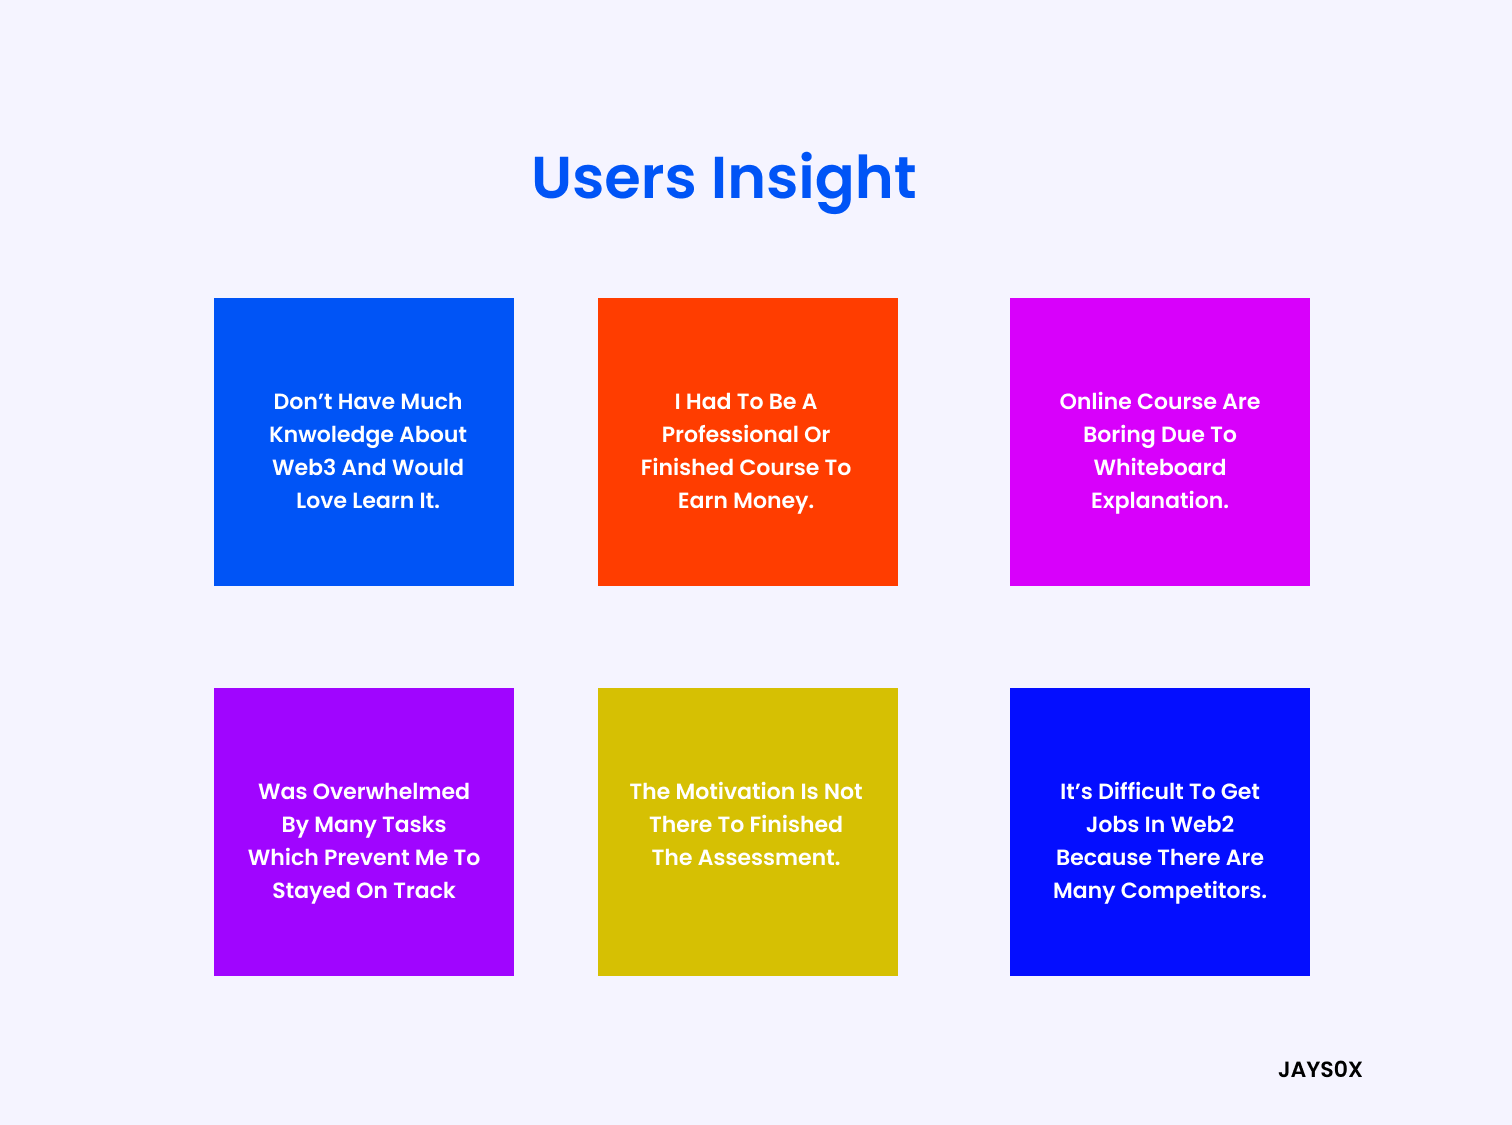 Users Insight
Don’t Have Much
Knwoledge About
Web3 And Would
Love Learn It.
I Had To Be A
Professional Or
Finished Course To
Earn Money.
Online Course Are
Boring Due To
Whiteboard
Explanation.
Was Overwhelmed
By Many Tasks
Which Prevent Me To
Stayed On Track
The Motivation Is Not
There To Finished
The Assessment.
It’s Difficult To Get
Jobs In Web2
Because There Are
Many Competitors.
JAYS0X